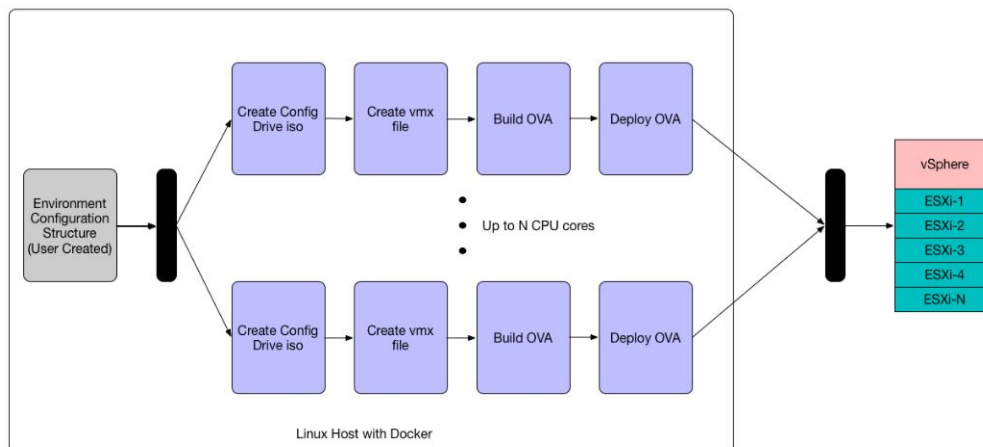 Environment
Configuration
Structure
(User Created)
Create Config
Drive iso
Create vmx
file
Build OVA
Deploy OVA
Up to N CPU cores
Create Config
Drive iso
Create vmx
file
Build OVA
Deploy OVA
Linux Host with Docker
vSphere
ESXi-1
ESXi-2
ESXi-3
ESXi-4
ESXi-N